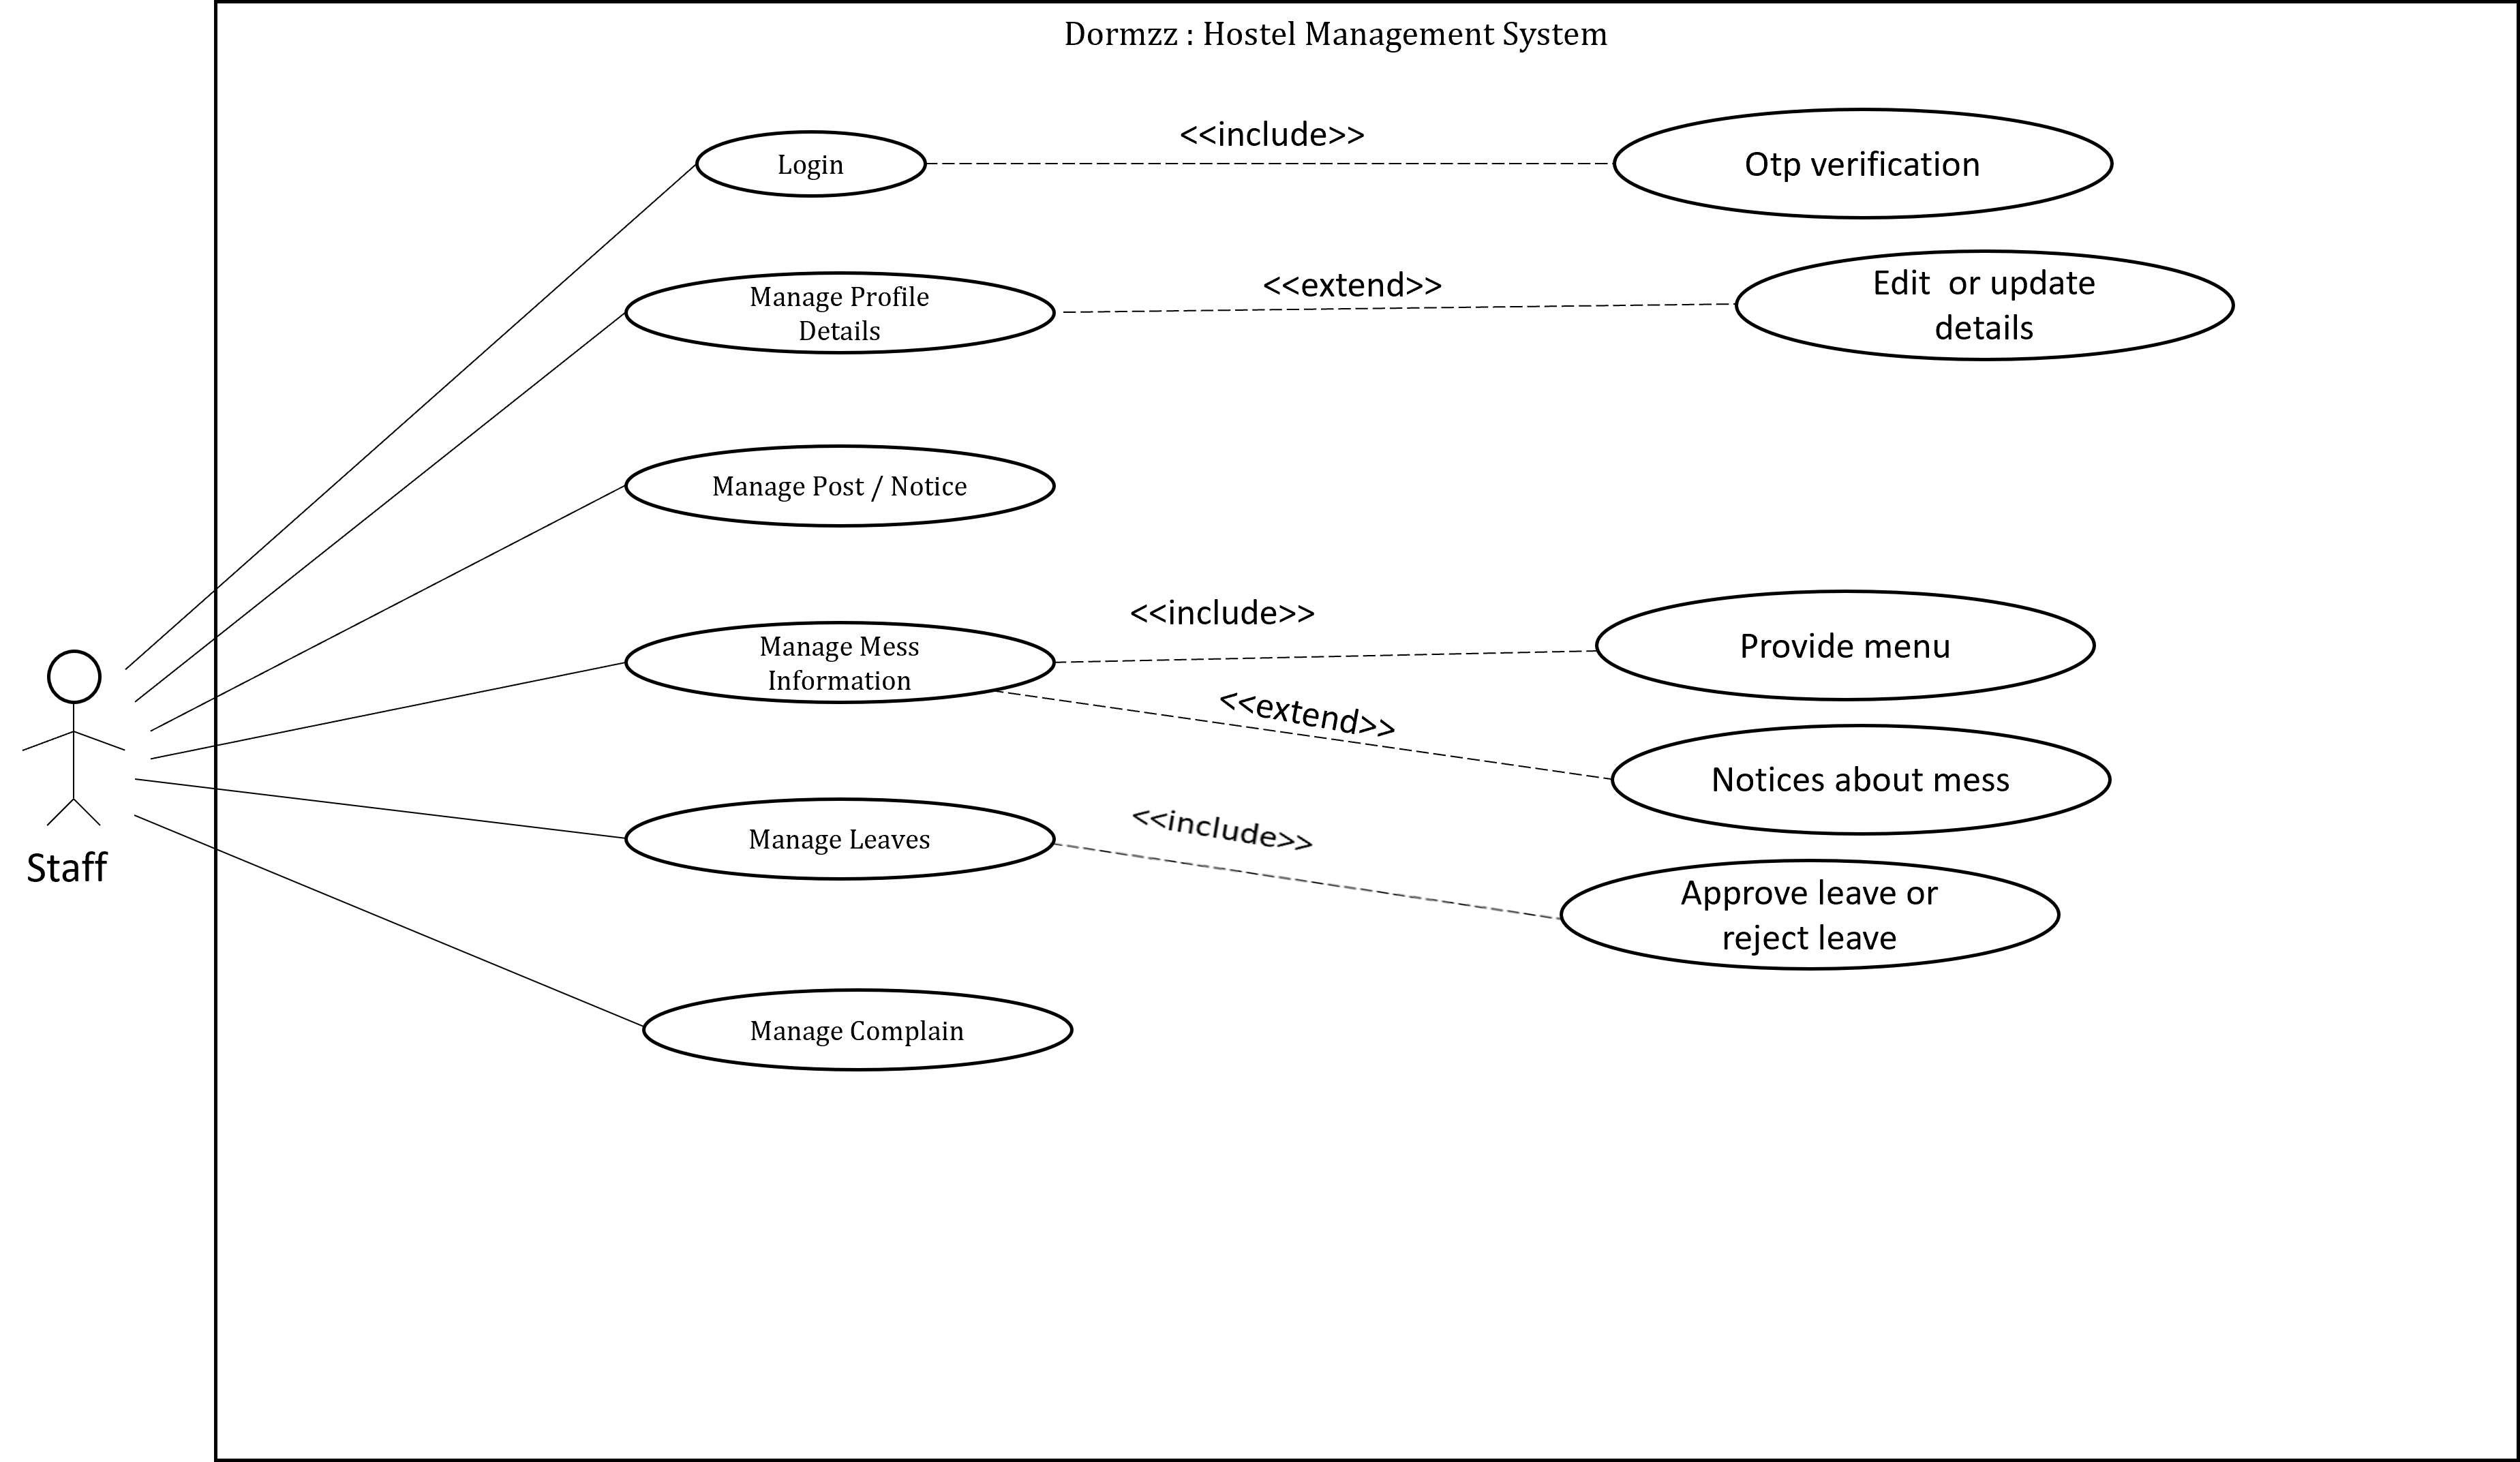 Dormzz : Hostel Management System
Login
<<include>>
Otp verification
Manage Profile
Details
<<extend>>
Edit  or update
details
Manage Post / Notice
Manage Mess
Information
<<include>>
Provide menu
<<extend>>
Notices about mess
Manage Leaves
<<include>>
Approve leave or
reject leave
Manage Complain
Staff